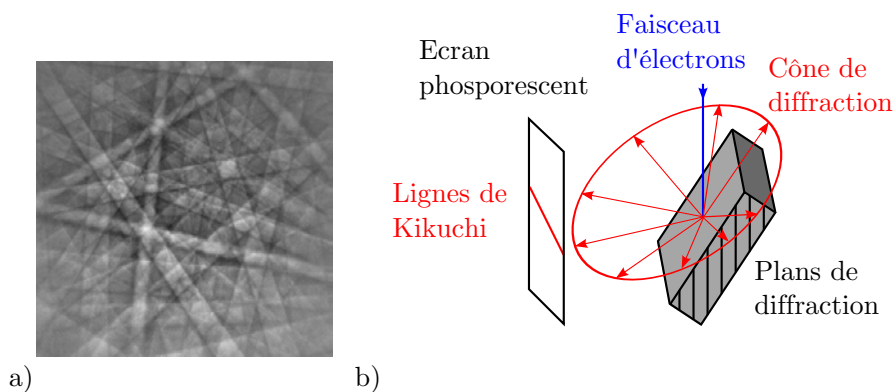 Faisceau
d'électrons
Ecran
phosporescent
Cône de
diffraction
Lignes de
Kikuchi
Plans de
diffraction
a)
b)